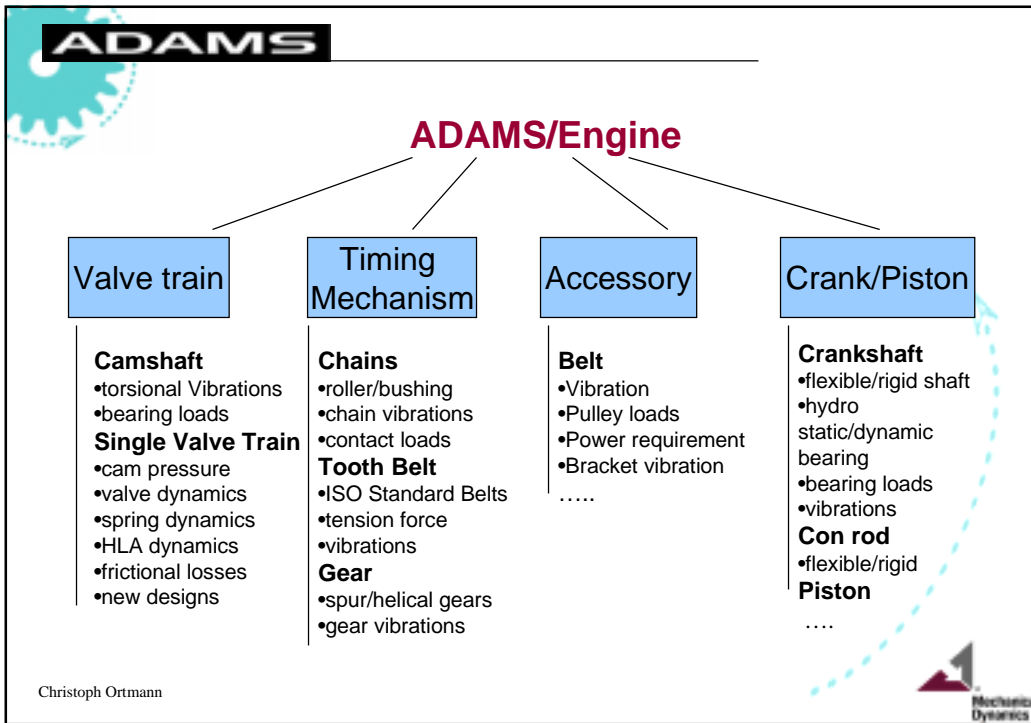 ADAMS
ADAMS/Engine
Valve train
Camshaft
•torsional Vibrations
•bearing loads
Single Valve Train
•cam pressure
•valve dynamics
•spring dynamics
•HLA dynamics
•frictional losses
•new designs
Timing
Mechanism
Chains
•roller/bushing
•chain vibrations
•contact loads
Tooth Belt
•ISO Standard Belts
•tension force
•vibrations
Gear
•spur/helical gears
•gear vibrations
Accessory
Belt
•Vibration
•Pulley loads
•Power requirement
•Bracket vibration
…..
Crank/Piston
Crankshaft
•flexible/rigid shaft
•hydro
static/dynamic
bearing
•bearing loads
•vibrations
Con rod
•flexible/rigid
Piston
….
Christoph Ortmann
Mechanical
Dynamics